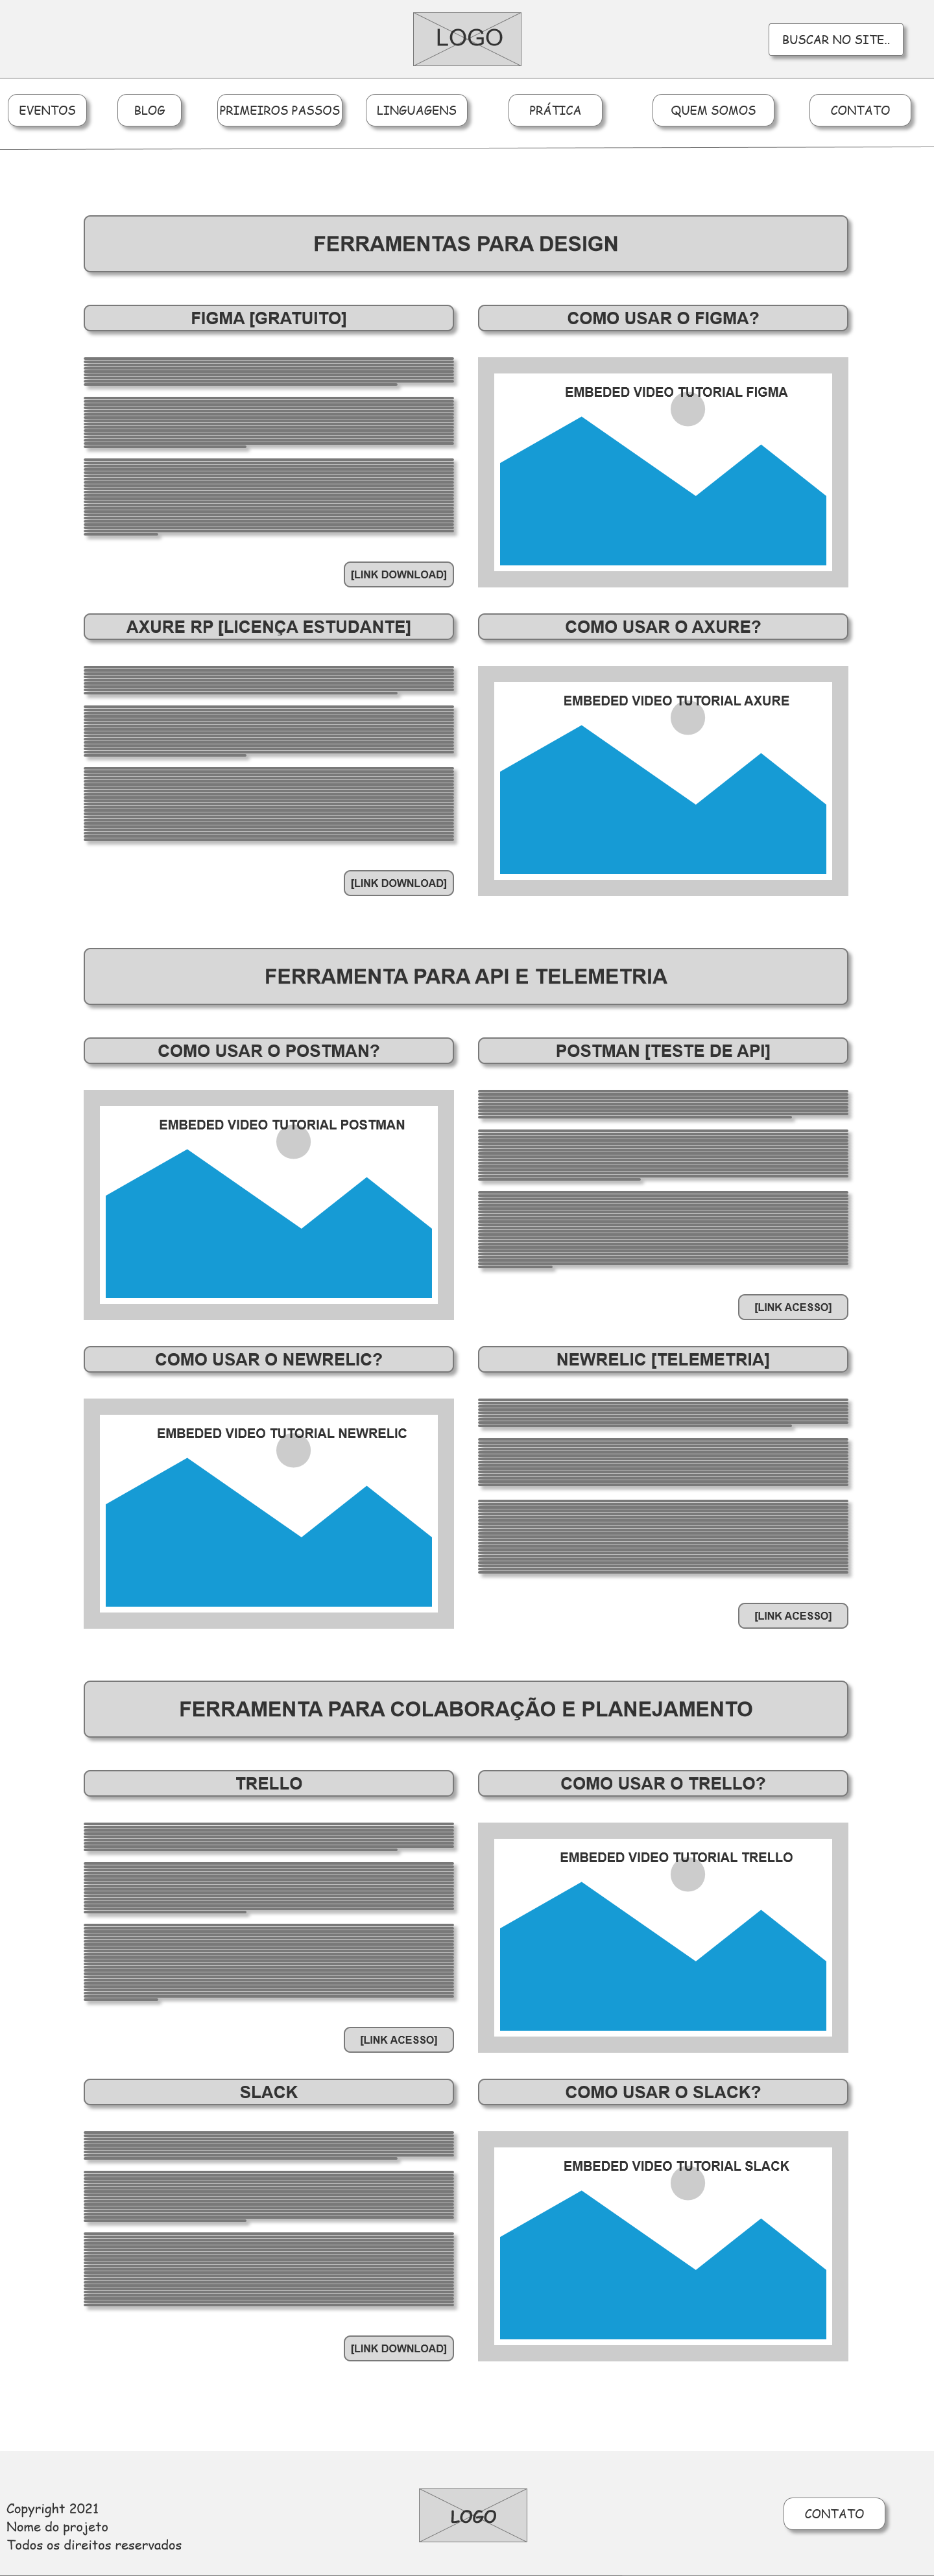 LOGO
BUSCAR NO SITE..
EVENTOS
BLOG
PRIMEIROS PASSOS
LINGUAGENS
PRÁTICA
QUEM SOMOS
CONTATO
FERRAMENTAS PARA DESIGN
FIGMA [GRATUITO]
COMO USAR O FIGMA?
EMBEDED VIDEO TUTORIAL FIGMA
[LINK DOWNLOAD]
AXURE RP [LICENÇA ESTUDANTE]
COMO USAR O AXURE?
EMBEDED VIDEO TUTORIAL AXURE
[LINK DOWNLOAD]
FERRAMENTA PARA API E TELEMETRIA
COMO USAR O POSTMAN?
POSTMAN [TESTE DE API]
EMBEDED VIDEO TUTORIAL POSTMAN
[LINK ACESSO]
COMO USAR O NEWRELIC?
NEWRELIC [TELEMETRIA]
EMBEDED VIDEO TUTORIAL NEWRELIC
[LINK ACESSO]
FERRAMENTA PARA COLABORAÇÃO E PLANEJAMENTO
TRELLO
COMO USAR O TRELLO?
EMBEDED VIDEO TUTORIAL TRELLO
[LINK ACESSO]
SLACK
COMO USAR O SLACK?
EMBEDED VIDEO TUTORIAL SLACK
[LINK DOWNLOAD]
Copyright 2021
Nome do projeto
Todos os direitos reservados
LOGO
CONTATO